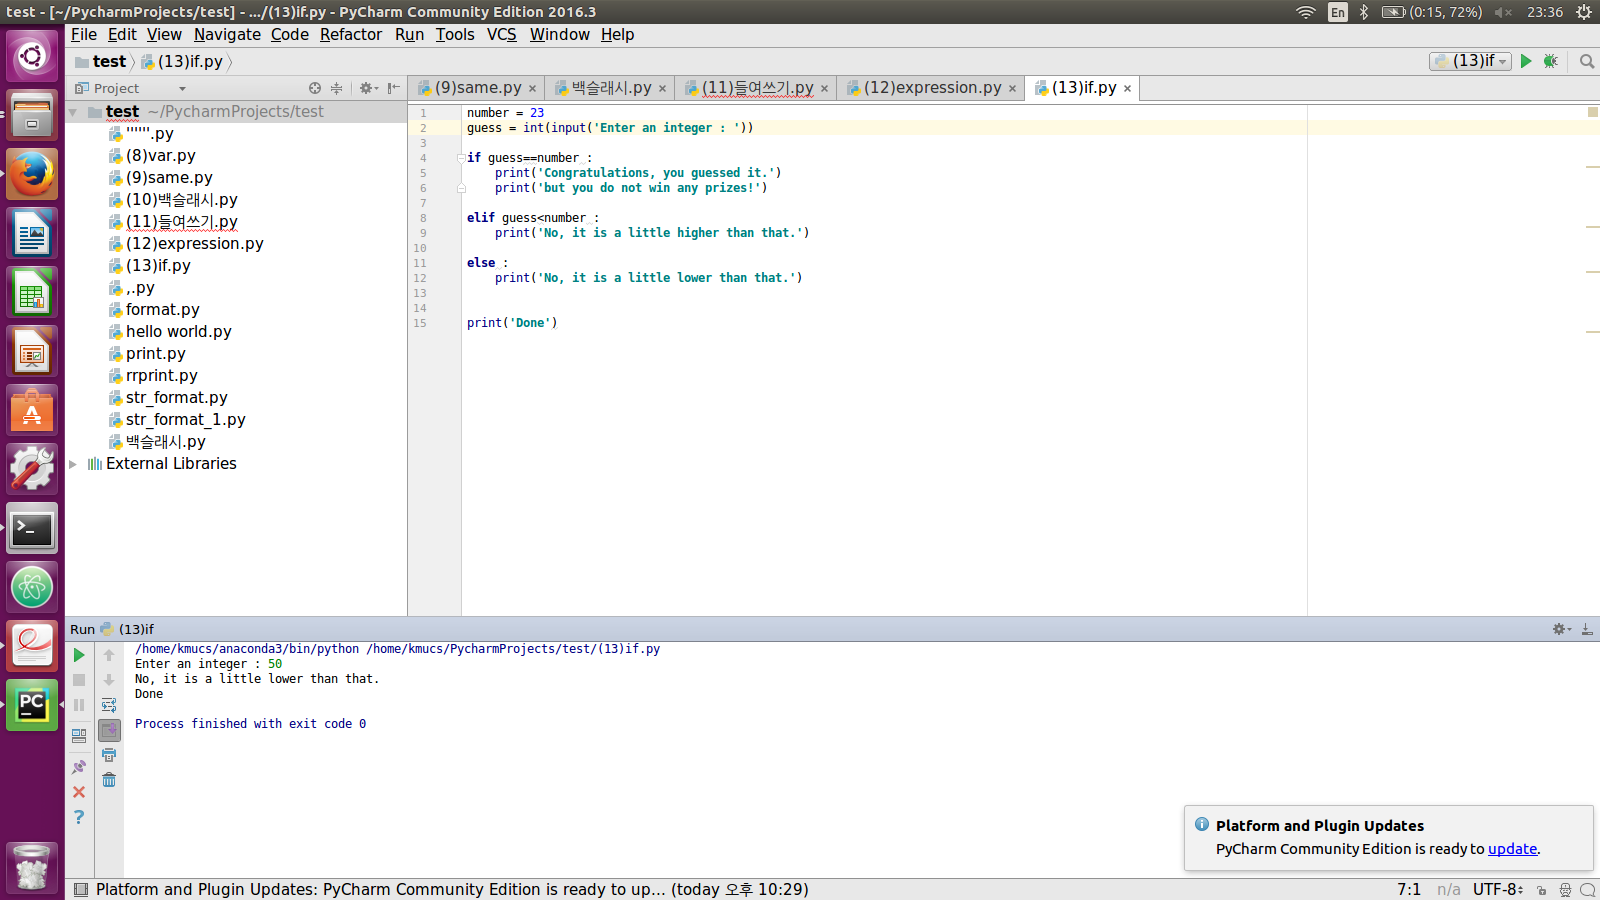 test - [~/PycharmProjects/test] - .../(13)if.py - PyCharm Community Edition 2016.3
En (0:15, 72%) 23:36
File Edit View Navigate Code Refactor Run Tools VCS Window Help
test (13)if.py
(13)if
Project
(9)same.py × 백슬래시.py × (11)들여쓰기.py × (12)expression.py × (13)if.py ×
test ~/PycharmProjects/test
''''''.py
(8)var.py
(9)same.py
(10)백슬래시.py
(11)들여쓰기.py
(12)expression.py
(13)if.py
,.py
format.py
hello world.py
print.py
rrprint.py
str_format.py
str_format_1.py
백슬래시.py
External Libraries
1 number = 23
2 guess = int(input('Enter an integer : '))
3
4 if guess==number :
5 print('Congratulations, you guessed it.')
6 print('but you do not win any prizes!')
7
8 elif guess<number :
9 print('No, it is a little higher than that.')
10
11 else :
12 print('No, it is a little lower than that.')
13
14
15 print('Done')
Run (13)if
/home/kmucs/anaconda3/bin/python /home/kmucs/PycharmProjects/test/(13)if.py
Enter an integer : 50
No, it is a little lower than that.
Done
Process finished with exit code 0
PC
?
Platform and Plugin Updates
PyCharm Community Edition is ready to update.
Platform and Plugin Updates: PyCharm Community Edition is ready to up... (today 오후 10:29)
7:1 n/a UTF-8